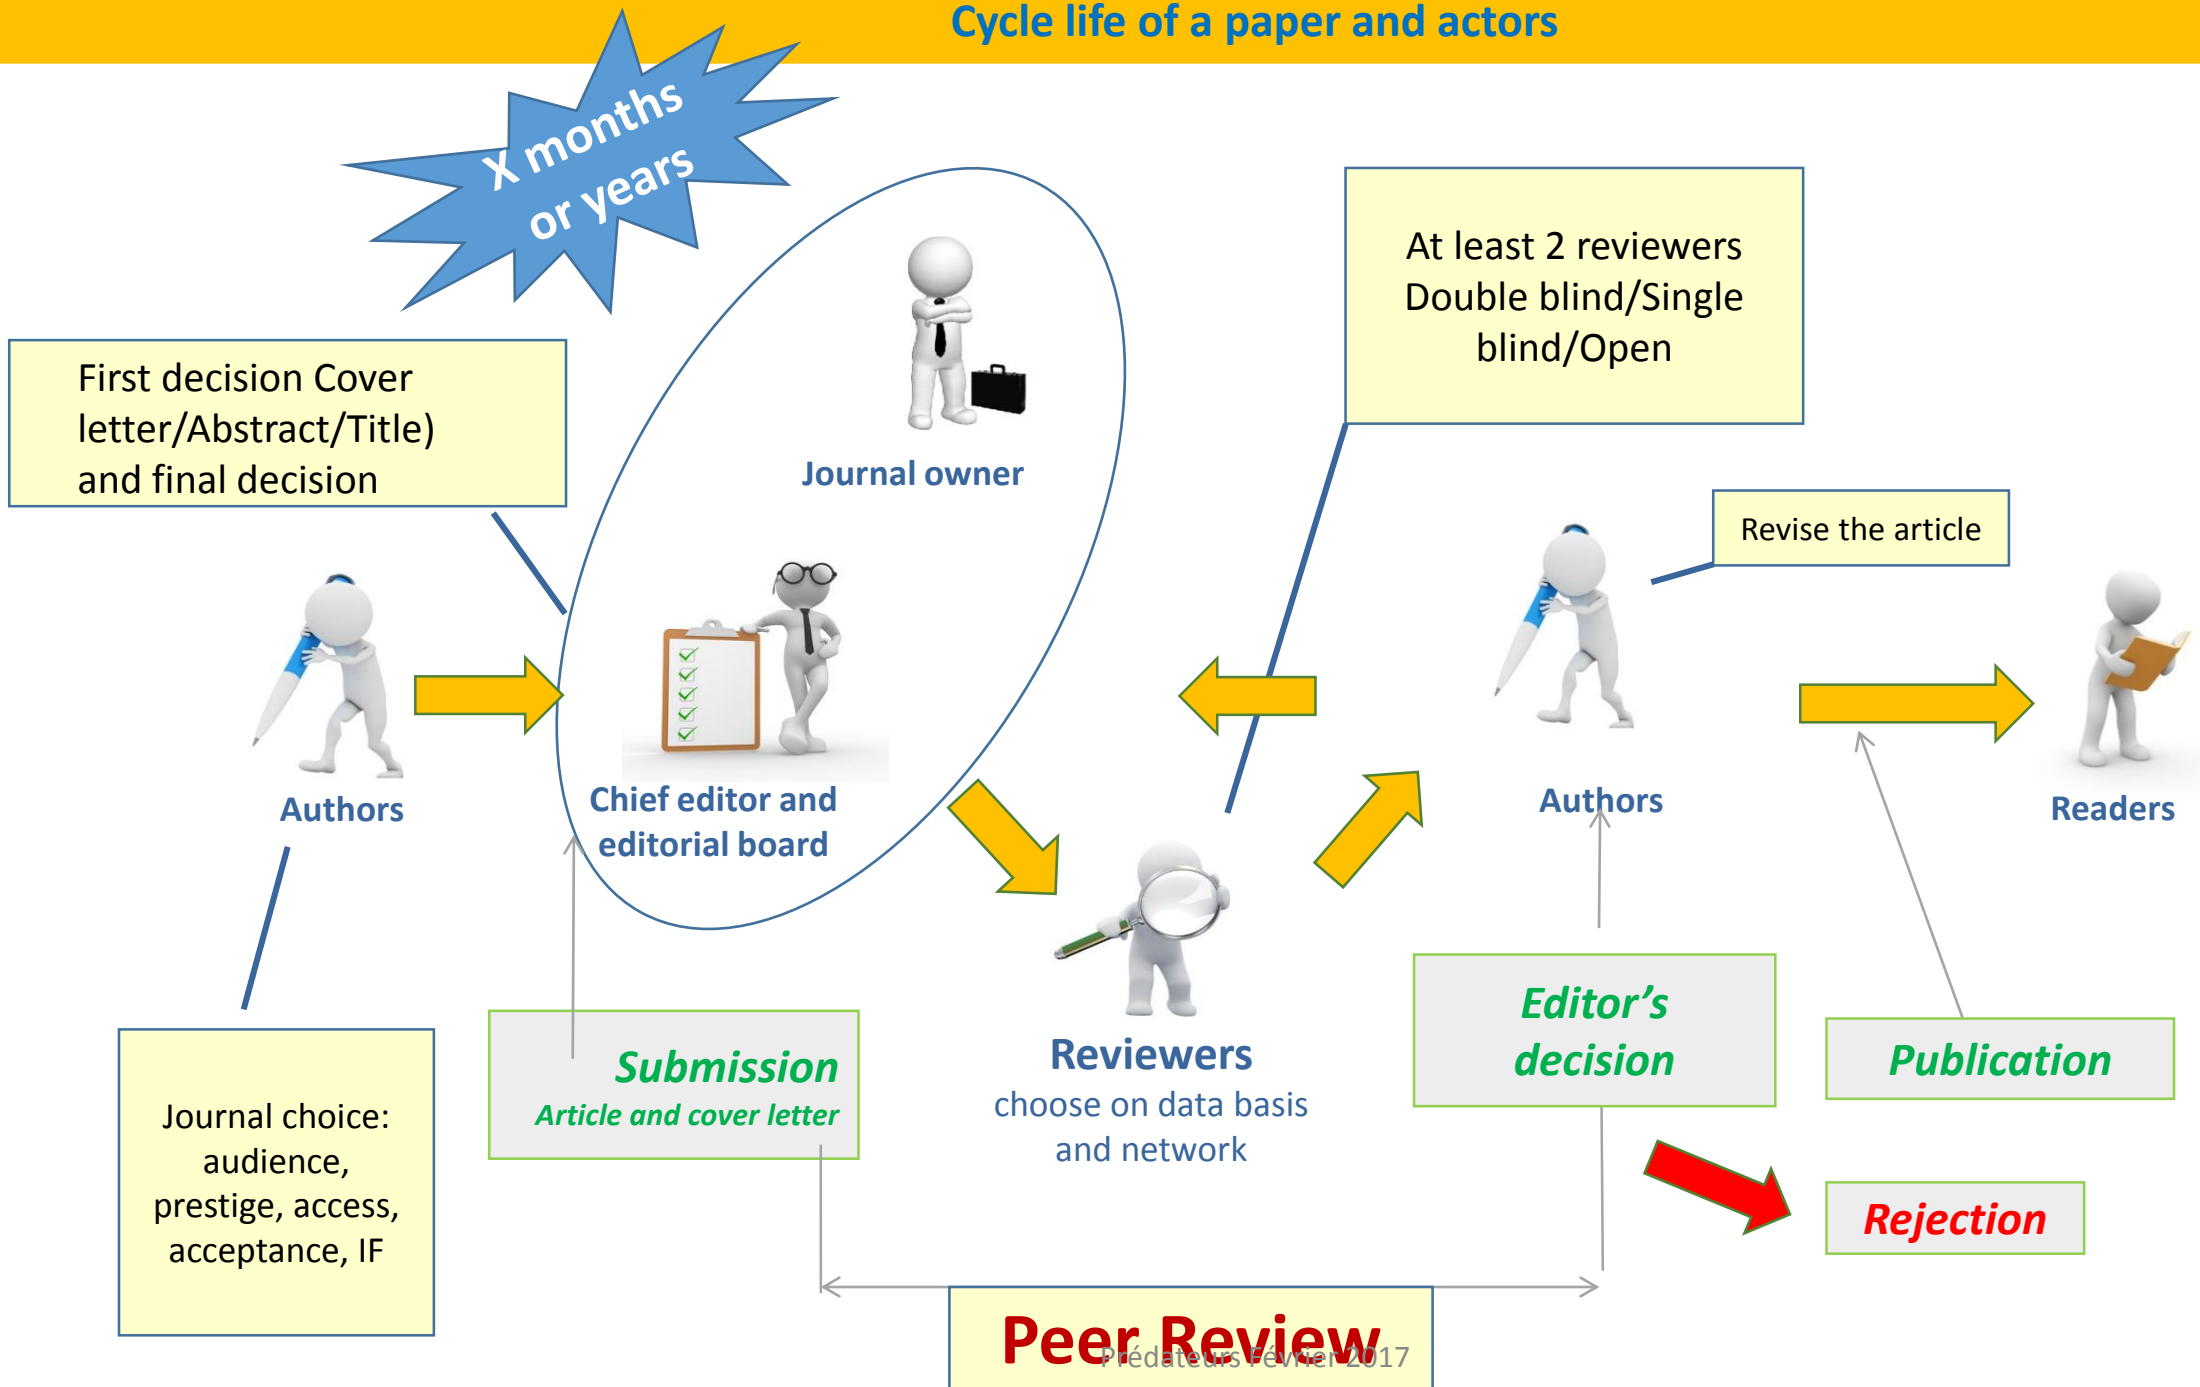 Cycle life of a paper and actors
X months
or years
At least 2 reviewers
Double blind/Single
blind/Open
First decision Cover
letter/Abstract/Title)
and final decision
Journal owner
Revise the article
Authors
Chief editor and
editorial board
Authors
Readers
Reviewers
choose on data basis
and network
Editor’s
decision
Submission
Article and cover letter
Publication
Journal choice:
audience,
prestige, access,
acceptance, IF
Rejection
Peer Review
Prédateurs Février 2017